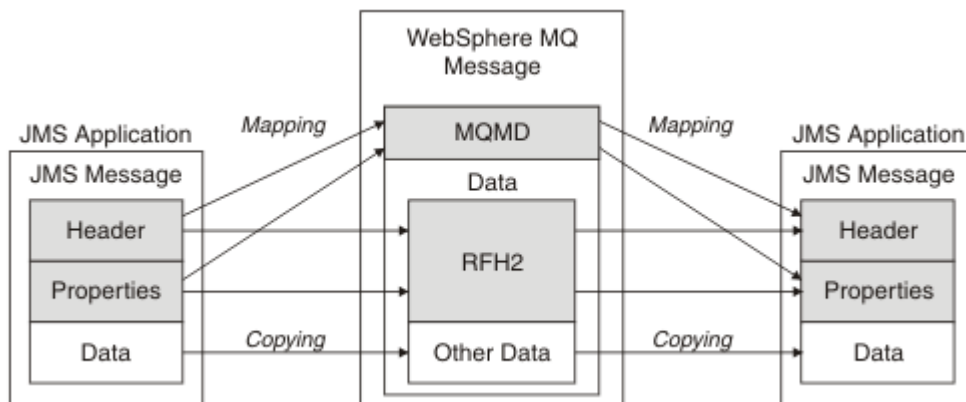 WebSphere MQ
Message
JMS Application
JMS Message
Header
Properties
Data
Mapping
Copying
MQMD
Data
RFH2
Other Data
Mapping
Copying
JMS Application
JMS Message
Header
Properties
Data